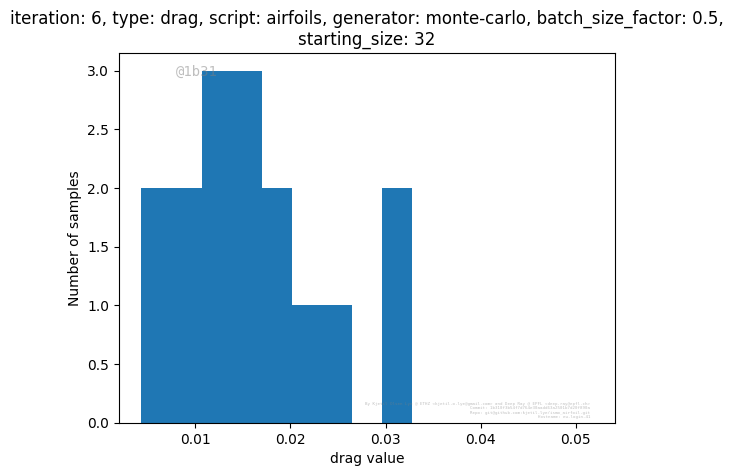 iteration: 6, type: drag, script: airfoils, generator: monte-carlo, batch_size_factor: 0.5,
starting_size: 32
@1b31
3.0
2.5
2.0
1.5
1.0
0.5
0.0
Number of samples
0.01
0.02
0.03
0.04
0.05
drag value